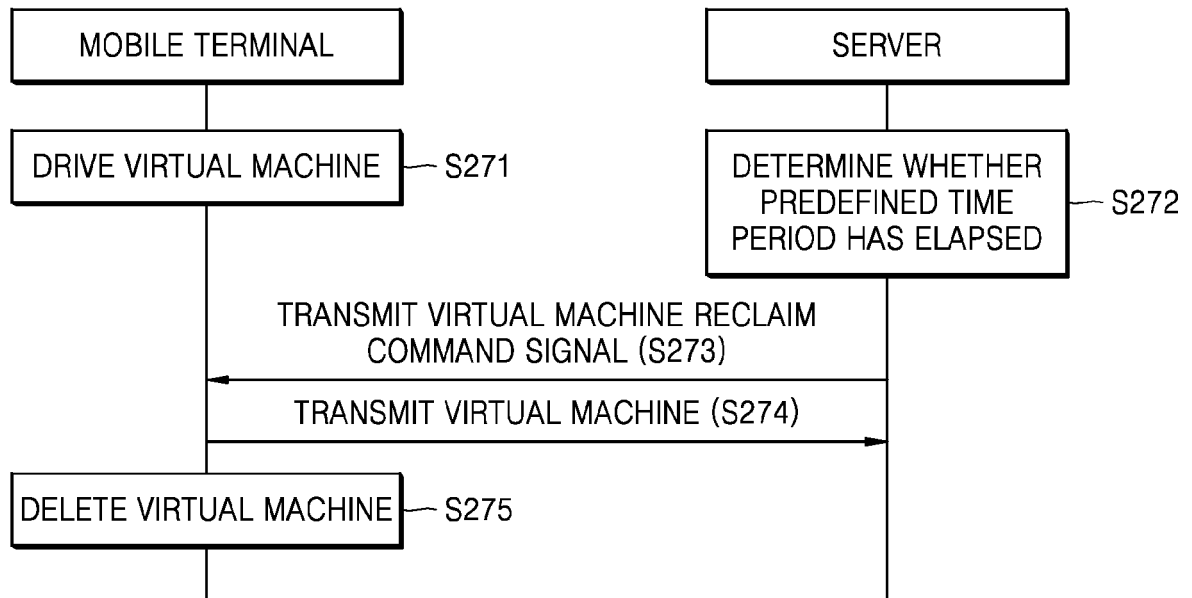 MOBILE TERMINAL
SERVER
DRIVE VIRTUAL MACHINE
S271
DETERMINE WHETHER
PREDEFINED TIME
PERIOD HAS ELAPSED
S272
TRANSMIT VIRTUAL MACHINE RECLAIM
COMMAND SIGNAL (S273)
TRANSMIT VIRTUAL MACHINE (S274)
DELETE VIRTUAL MACHINE
S275